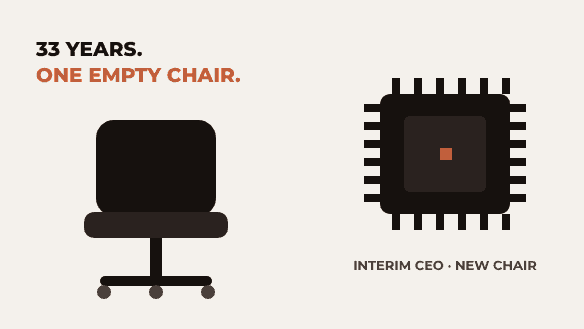 33 YEARS.
ONE EMPTY CHAIR.
INTERIM CEO · NEW CHAIR